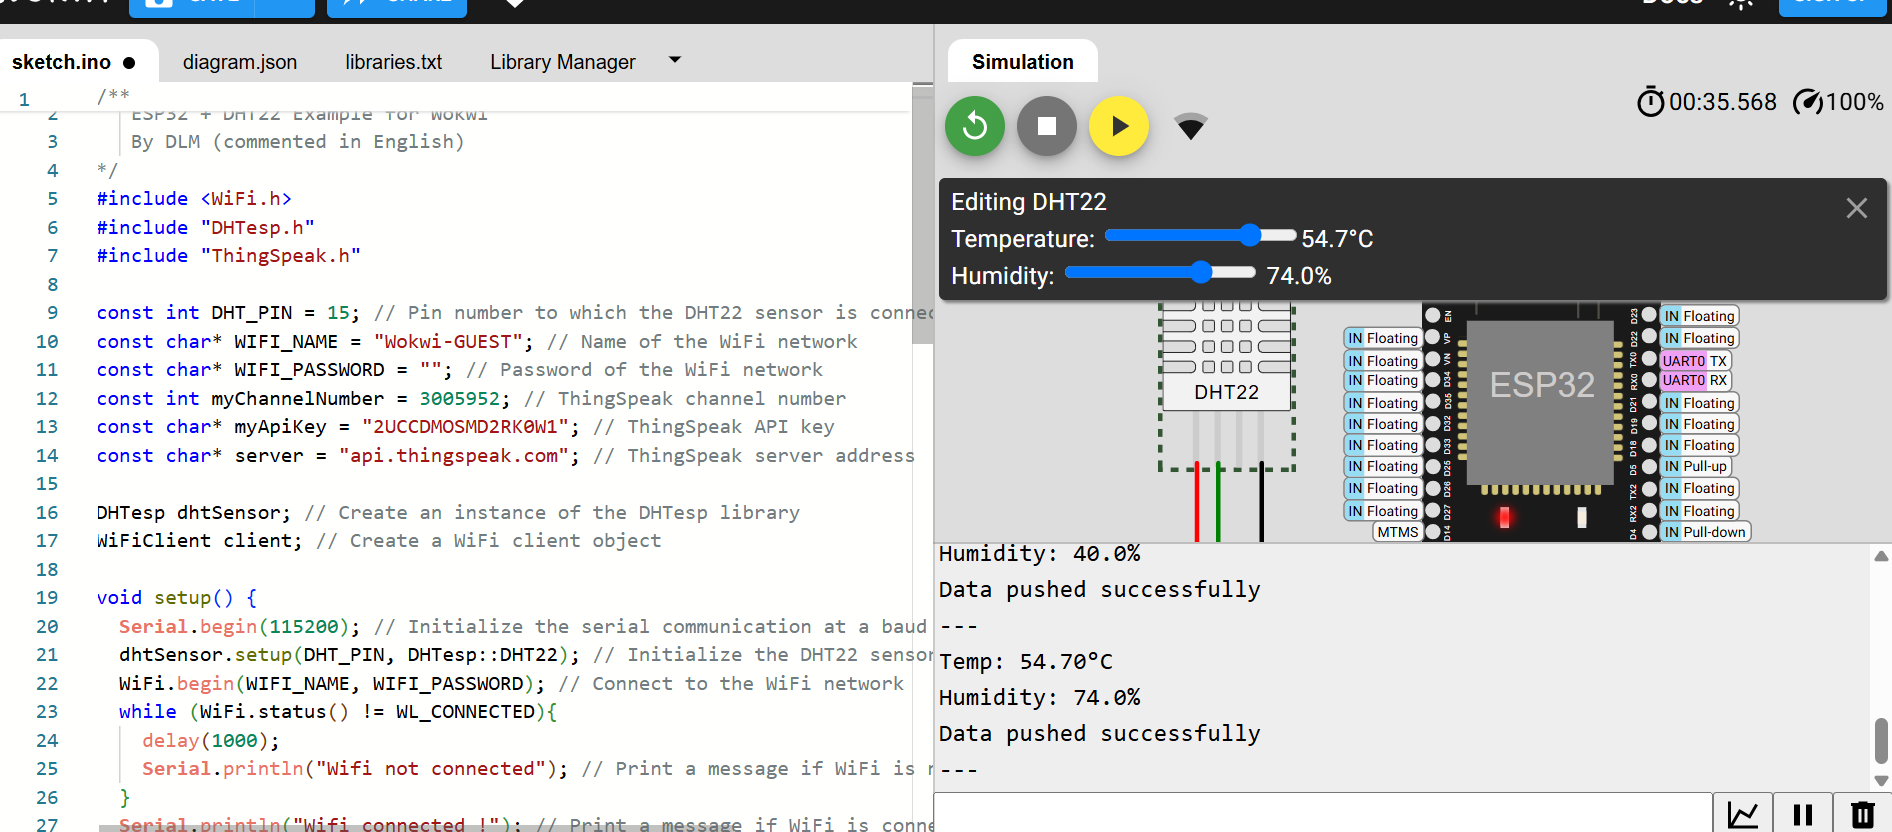 Docs
sketch.ino
diagram.json
libraries.txt
Library Manager
1 /**
2 ESP32 + DHT22 Example for Wokwi
3 By DLM (commented in English)
4 */
5 #include <WiFi.h>
6 #include "DHTesp.h"
7 #include "ThingSpeak.h"
8
9 const int DHT_PIN = 15; // Pin number to which the DHT22 sensor is connec
10 const char* WIFI_NAME = "Wokwi-GUEST"; // Name of the WiFi network
11 const char* WIFI_PASSWORD = ""; // Password of the WiFi network
12 const int myChannelNumber = 3005952; // ThingSpeak channel number
13 const char* myApiKey = "2UCCDMOSMD2RK0W1"; // ThingSpeak API key
14 const char* server = "api.thingspeak.com"; // ThingSpeak server address
15
16 DHTesp dhtSensor; // Create an instance of the DHTesp library
17 WiFiClient client; // Create a WiFi client object
18
19 void setup() {
20 Serial.begin(115200); // Initialize the serial communication at a baud
21 dhtSensor.setup(DHT_PIN, DHTesp::DHT22); // Initialize the DHT22 sensor
22 WiFi.begin(WIFI_NAME, WIFI_PASSWORD); // Connect to the WiFi network
23 while (WiFi.status() != WL_CONNECTED){
24 delay(1000);
25 Serial.println("Wifi not connected"); // Print a message if WiFi is
26 }
27 Serial.println("Wifi connected !"); // Print a message if WiFi is conne
Simulation
00:35.568
100%
Editing DHT22
Temperature: 54.7°C
Humidity: 74.0%
DHT22
ESP32
IN Floating
IN Floating
IN Floating
IN Floating
IN Floating
IN Floating
IN Floating
IN Floating
IN Floating
MTMS
EN
VP
VN
D34
D35
D32
D33
D25
D26
D27
D14
D23
D22
TX0
RX0
D21
D19
D18
D5
TX2
RX2
D4
IN Floating
IN Floating
UART0 TX
UART0 RX
IN Floating
IN Floating
IN Floating
IN Pull-up
IN Floating
IN Floating
IN Pull-down
Humidity: 40.0%
Data pushed successfully
---
Temp: 54.70°C
Humidity: 74.0%
Data pushed successfully
---